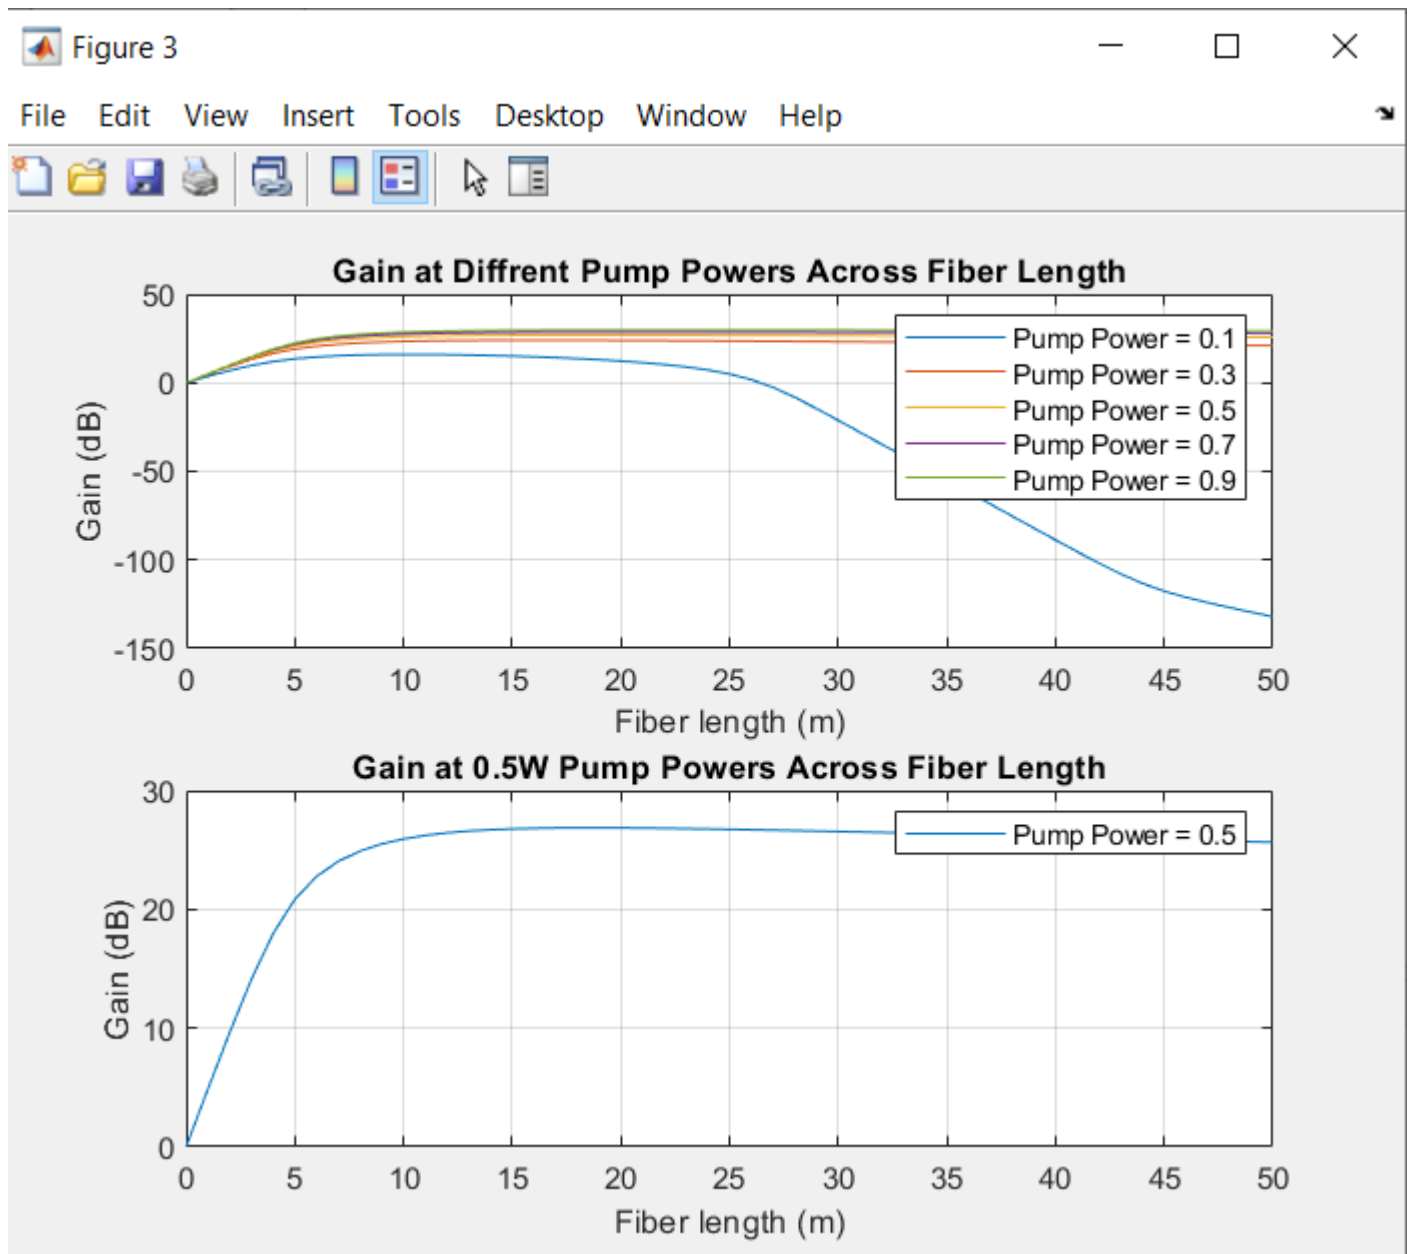 Figure 3
File Edit View Insert Tools Desktop Window Help
Gain at Diffrent Pump Powers Across Fiber Length
50
0
-50
-100
-150
Gain (dB)
Pump Power = 0.1
Pump Power = 0.3
Pump Power = 0.5
Pump Power = 0.7
Pump Power = 0.9
0 5 10 15 20 25 30 35 40 45 50
Fiber length (m)
Gain at 0.5W Pump Powers Across Fiber Length
30
20
10
0
Gain (dB)
Pump Power = 0.5
0 5 10 15 20 25 30 35 40 45 50
Fiber length (m)